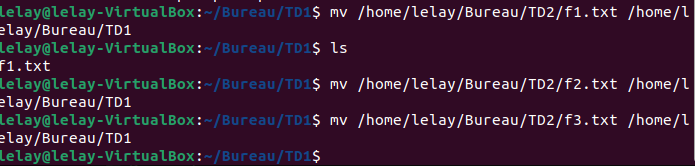 lelay@lelay-VirtualBox:~/Bureau/TD1$ mv /home/lelay/Bureau/TD2/f1.txt /home/l
elay/Bureau/TD1
lelay@lelay-VirtualBox:~/Bureau/TD1$ ls
f1.txt
lelay@lelay-VirtualBox:~/Bureau/TD1$ mv /home/lelay/Bureau/TD2/f2.txt /home/l
elay/Bureau/TD1
lelay@lelay-VirtualBox:~/Bureau/TD1$ mv /home/lelay/Bureau/TD2/f3.txt /home/l
elay/Bureau/TD1
lelay@lelay-VirtualBox:~/Bureau/TD1$